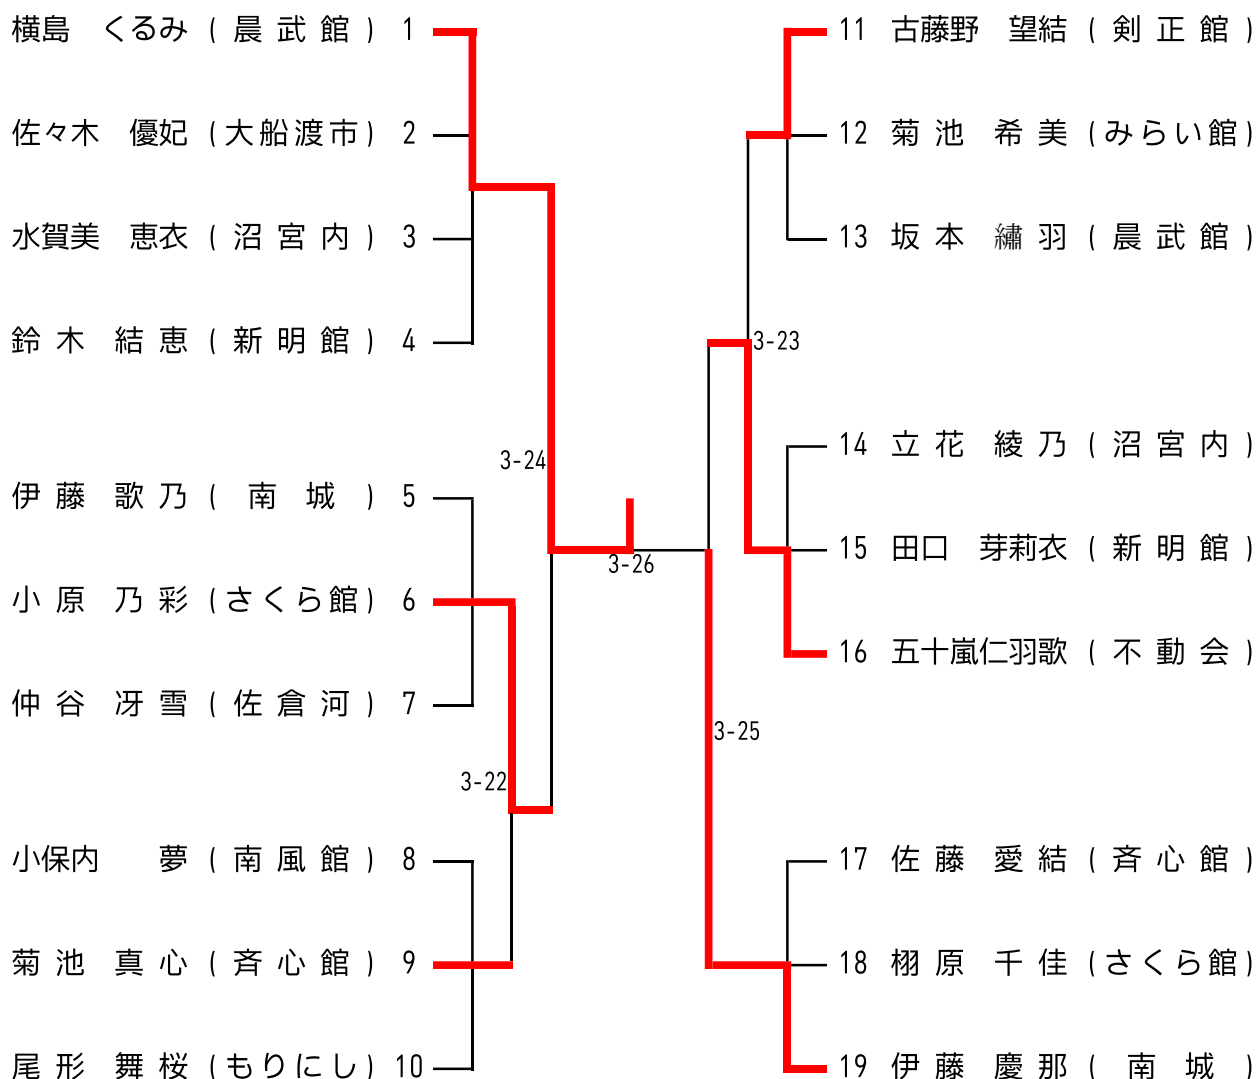 横島 くるみ ( 晨武館 ) 1
佐々木 優妃 (大船渡市) 2
水賀美 恵衣 ( 沼宮内 ) 3
鈴木 結恵 ( 新明館 ) 4
3-24
伊藤 歌乃 ( 南城 ) 5
小原 乃彩 (さくら館) 6
仲谷 冴雪 ( 佐倉河 ) 7
3-22
小保内 夢 ( 南風館 ) 8
菊池 真心 ( 斉心館 ) 9
尾形 舞桜 (もりにし) 10
3-26
11 古藤野 望結 ( 剣正館 )
12 菊池 希美 (みらい館)
13 坂本 繡羽 ( 晨武館 )
3-23
14 立花 綾乃 ( 沼宮内 )
15 田口 芽莉衣 ( 新明館 )
16 五十嵐仁羽歌 ( 不動会 )
3-25
17 佐藤 愛結 ( 斉心館 )
18 栩原 千佳 (さくら館)
19 伊藤 慶那 ( 南城 )